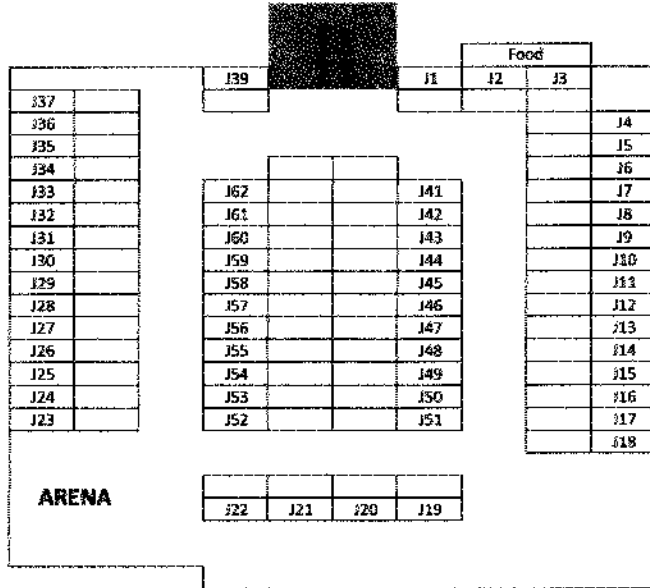 Food
J39 J1 J2 J3
J37
J36 J4
J35 J5
J34 J6
J33 J62 J41 J7
J32 J61 J42 J8
J31 J60 J43 J9
J30 J59 J44 J10
J29 J58 J45 J11
J28 J57 J46 J12
J27 J56 J47 J13
J26 J55 J48 J14
J25 J54 J49 J15
J24 J53 J50 J16
J23 J52 J51 J17
J18
ARENA
J22 J21 J20 J19